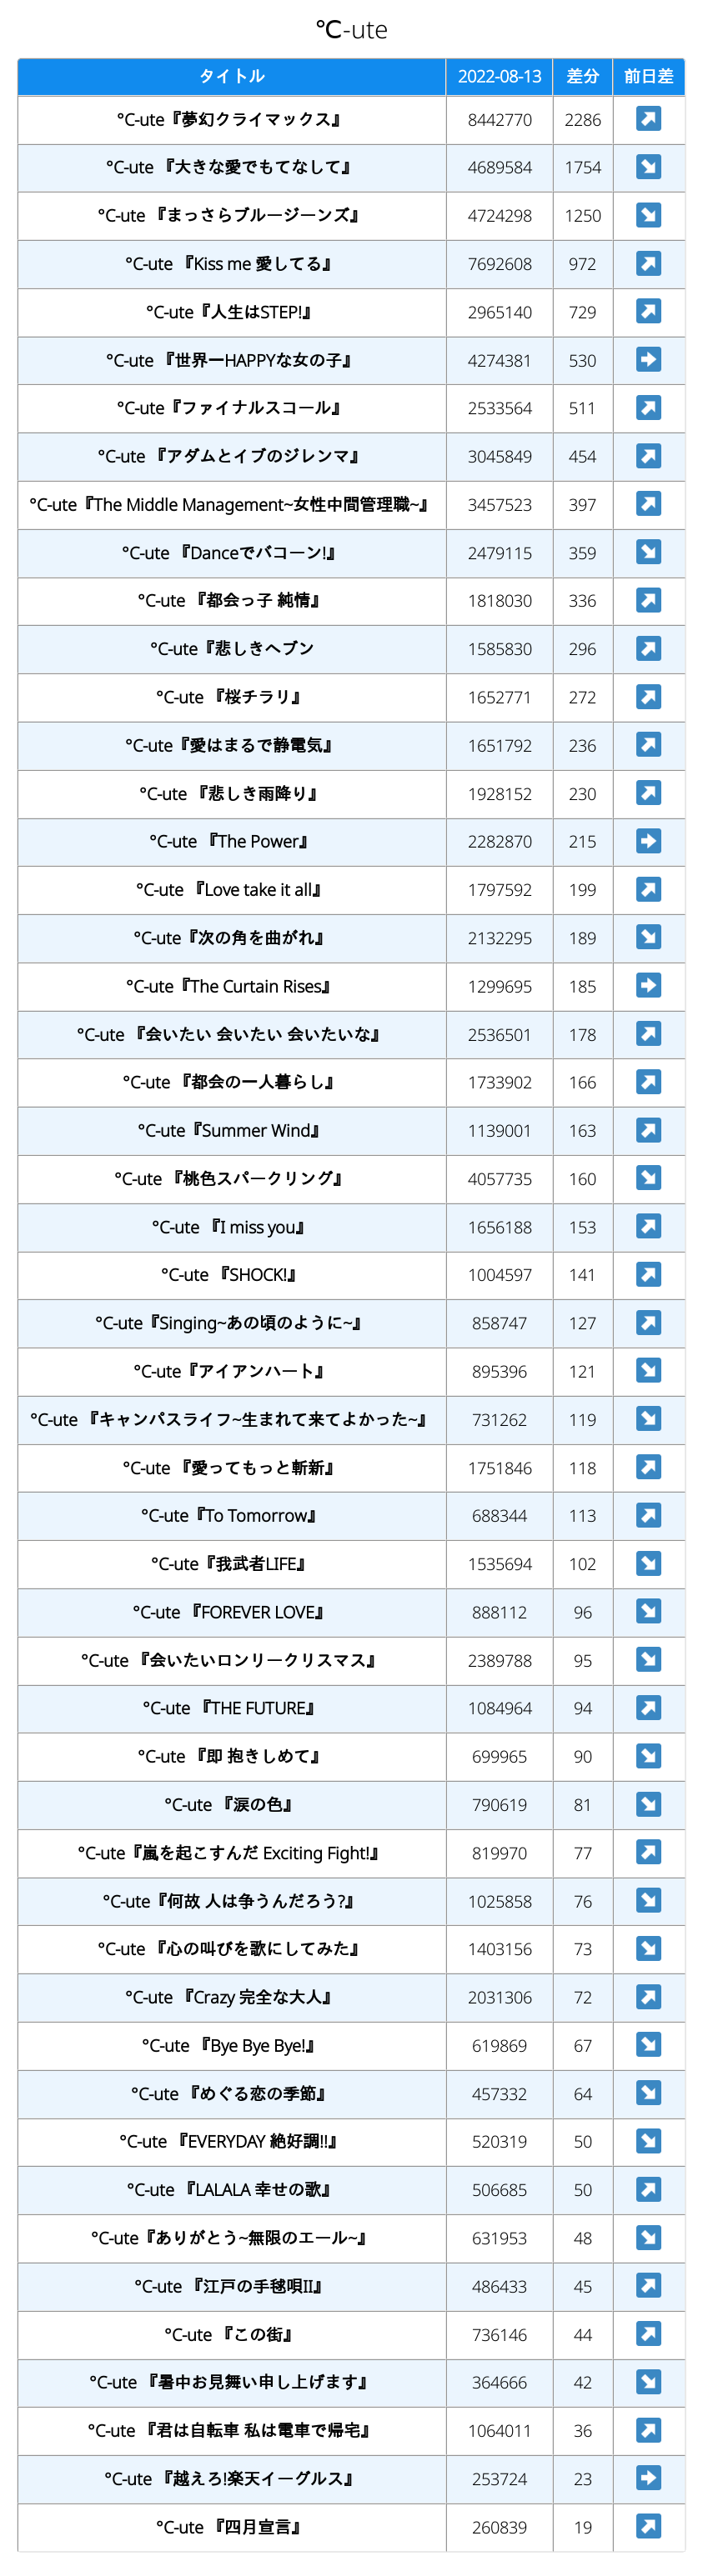 ℃-ute
タイトル 2022-08-13 差分 前日差
℃-ute『夢幻クライマックス』 8442770 2286 ↗
℃-ute 『大きな愛でもてなして』 4689584 1754 ↘
℃-ute 『まっさらブルージーンズ』 4724298 1250 ↘
℃-ute 『Kiss me 愛してる』 7692608 972 ↗
℃-ute『人生はSTEP!』 2965140 729 ↗
℃-ute 『世界一HAPPYな女の子』 4274381 530 ➡
℃-ute『ファイナルスコール』 2533564 511 ↗
℃-ute 『アダムとイブのジレンマ』 3045849 454 ↗
℃-ute『The Middle Management~女性中間管理職~』 3457523 397 ↗
℃-ute 『Danceでバコーン!』 2479115 359 ↘
℃-ute 『都会っ子 純情』 1818030 336 ↗
℃-ute『悲しきヘブン 1585830 296 ↗
℃-ute 『桜チラリ』 1652771 272 ↗
℃-ute『愛はまるで静電気』 1651792 236 ↗
℃-ute 『悲しき雨降り』 1928152 230 ↗
℃-ute 『The Power』 2282870 215 ➡
℃-ute 『Love take it all』 1797592 199 ↗
℃-ute『次の角を曲がれ』 2132295 189 ↘
℃-ute『The Curtain Rises』 1299695 185 ➡
℃-ute 『会いたい 会いたい 会いたいな』 2536501 178 ↗
℃-ute 『都会の一人暮らし』 1733902 166 ↗
℃-ute『Summer Wind』 1139001 163 ↗
℃-ute 『桃色スパークリング』 4057735 160 ↘
℃-ute 『I miss you』 1656188 153 ↗
℃-ute 『SHOCK!』 1004597 141 ↗
℃-ute『Singing~あの頃のように~』 858747 127 ↗
℃-ute『アイアンハート』 895396 121 ↘
℃-ute 『キャンパスライフ~生まれて来てよかった~』 731262 119 ↘
℃-ute 『愛ってもっと斬新』 1751846 118 ↗
℃-ute『To Tomorrow』 688344 113 ↗
℃-ute『我武者LIFE』 1535694 102 ↘
℃-ute 『FOREVER LOVE』 888112 96 ↘
℃-ute 『会いたいロンリークリスマス』 2389788 95 ↘
℃-ute 『THE FUTURE』 1084964 94 ↗
℃-ute 『即 抱きしめて』 699965 90 ↘
℃-ute 『涙の色』 790619 81 ↘
℃-ute『嵐を起こすんだ Exciting Fight!』 819970 77 ↗
℃-ute『何故 人は争うんだろう?』 1025858 76 ↘
℃-ute 『心の叫びを歌にしてみた』 1403156 73 ↘
℃-ute 『Crazy 完全な大人』 2031306 72 ↗
℃-ute 『Bye Bye Bye!』 619869 67 ↘
℃-ute 『めぐる恋の季節』 457332 64 ↘
℃-ute 『EVERYDAY 絶好調!!』 520319 50 ↘
℃-ute 『LALALA 幸せの歌』 506685 50 ↗
℃-ute『ありがとう~無限のエール~』 631953 48 ↘
℃-ute 『江戸の手毬唄II』 486433 45 ↗
℃-ute 『この街』 736146 44 ↗
℃-ute 『暑中お見舞い申し上げます』 364666 42 ↘
℃-ute 『君は自転車 私は電車で帰宅』 1064011 36 ↗
℃-ute 『越えろ!楽天イーグルス』 253724 23 ➡
℃-ute 『四月宣言』 260839 19 ↗